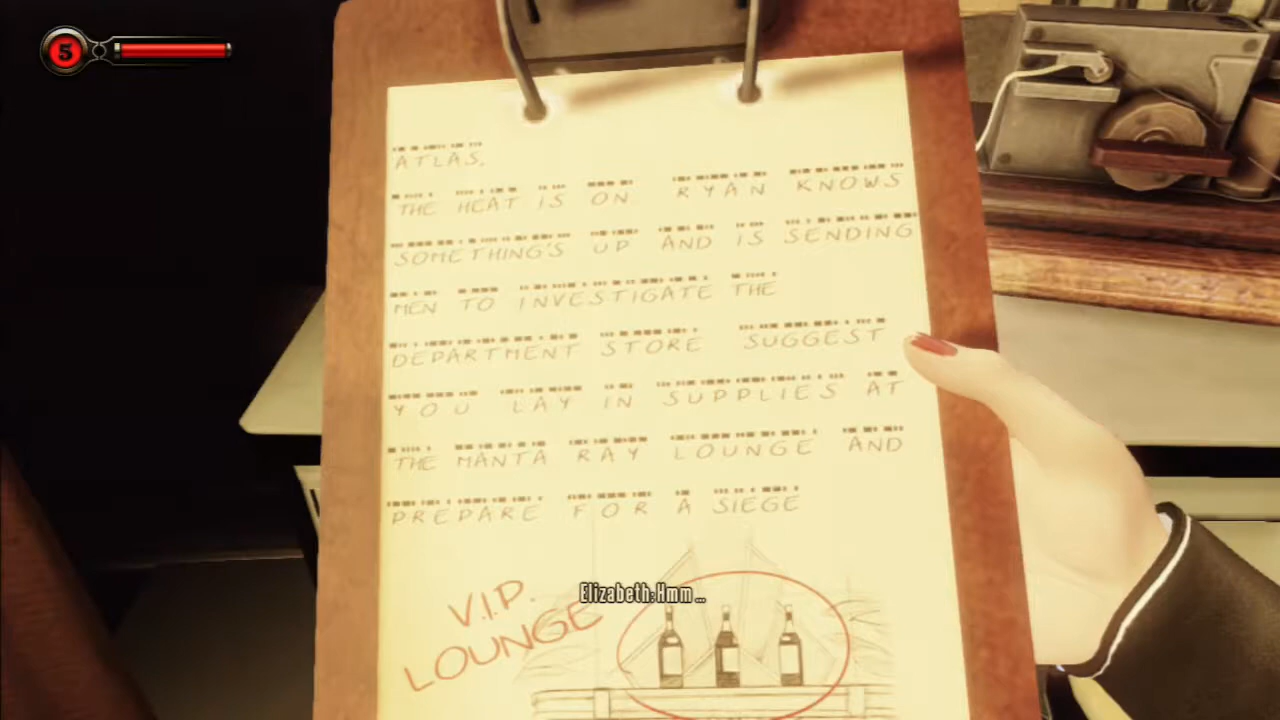 5
ATLAS,
THE HEAT IS ON. RYAN KNOWS
SOMETHING'S UP AND IS SENDING
MEN TO INVESTIGATE THE
DEPARTMENT STORE SUGGEST
YOU LAY IN SUPPLIES AT
THE MANTA RAY LOUNGE AND
PREPARE FOR A SIEGE
V.I.P.
LOUNGE
Elizabeth: Hmm...